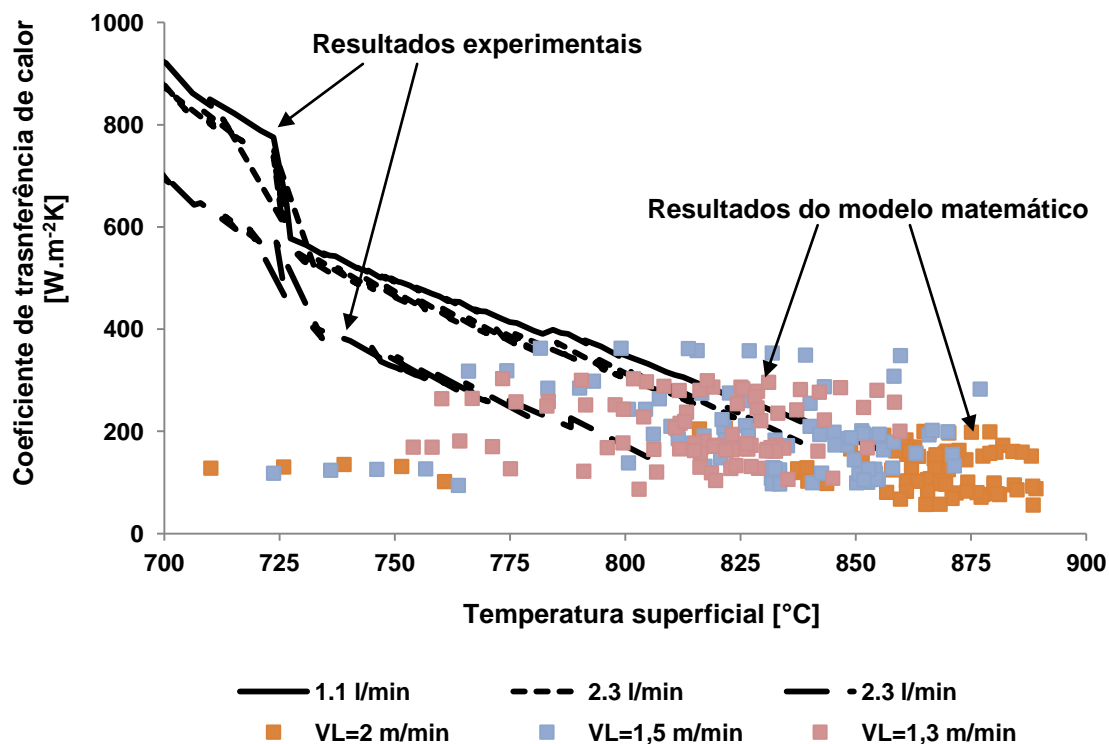 Coeficiente de trasnferência de calor
[W.m-2K]
1000
800
600
400
200
0
Resultados experimentais
Resultados do modelo matemático
700 725 750 775 800 825 850 875 900
Temperatura superficial [°C]
1.1 l/min 2.3 l/min 2.3 l/min
VL=2 m/min VL=1,5 m/min VL=1,3 m/min